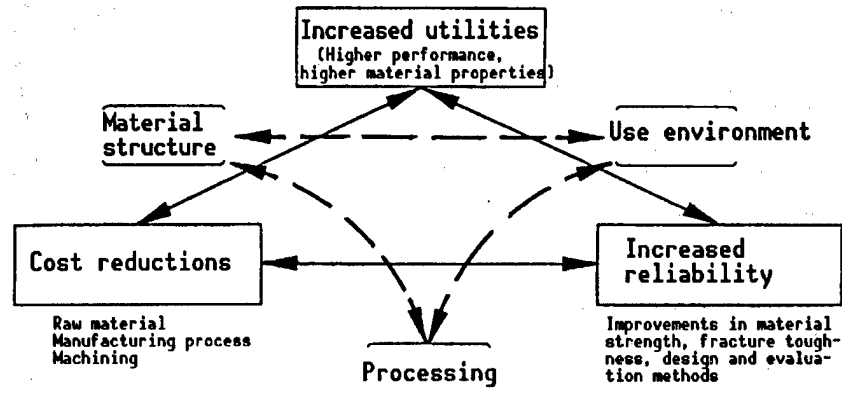 Increased utilities
(Higher performance,
higher material properties)
Material
structure
Use environment
Cost reductions
Increased
reliability
Raw material
Manufacturing process
Machining
Improvements in material
strength, fracture tough-
ness, design and evalua-
tion methods
Processing